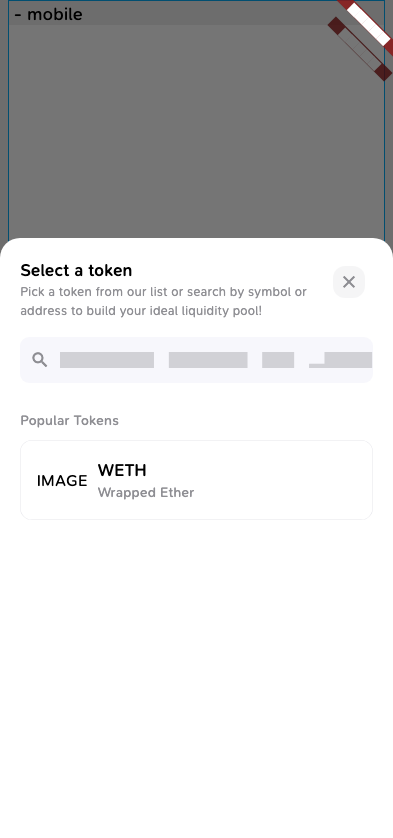 - mobile
Select a token
Pick a token from our list or search by symbol or
address to build your ideal liquidity pool!
Popular Tokens
IMAGE
WETH
Wrapped Ether